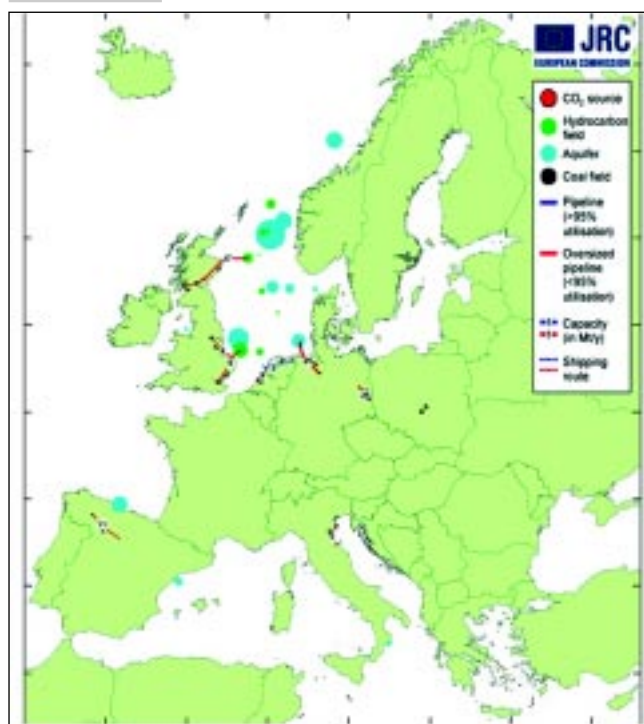 JRC
EUROPEAN COMMISSION
CO₂ source
Hydrocarbon
field
Aquifer
Coal field
Pipeline
(>95%
utilisation)
Oversized
pipeline
(<95%
utilisation)
Capacity
(in Mt/y)
Shipping
route